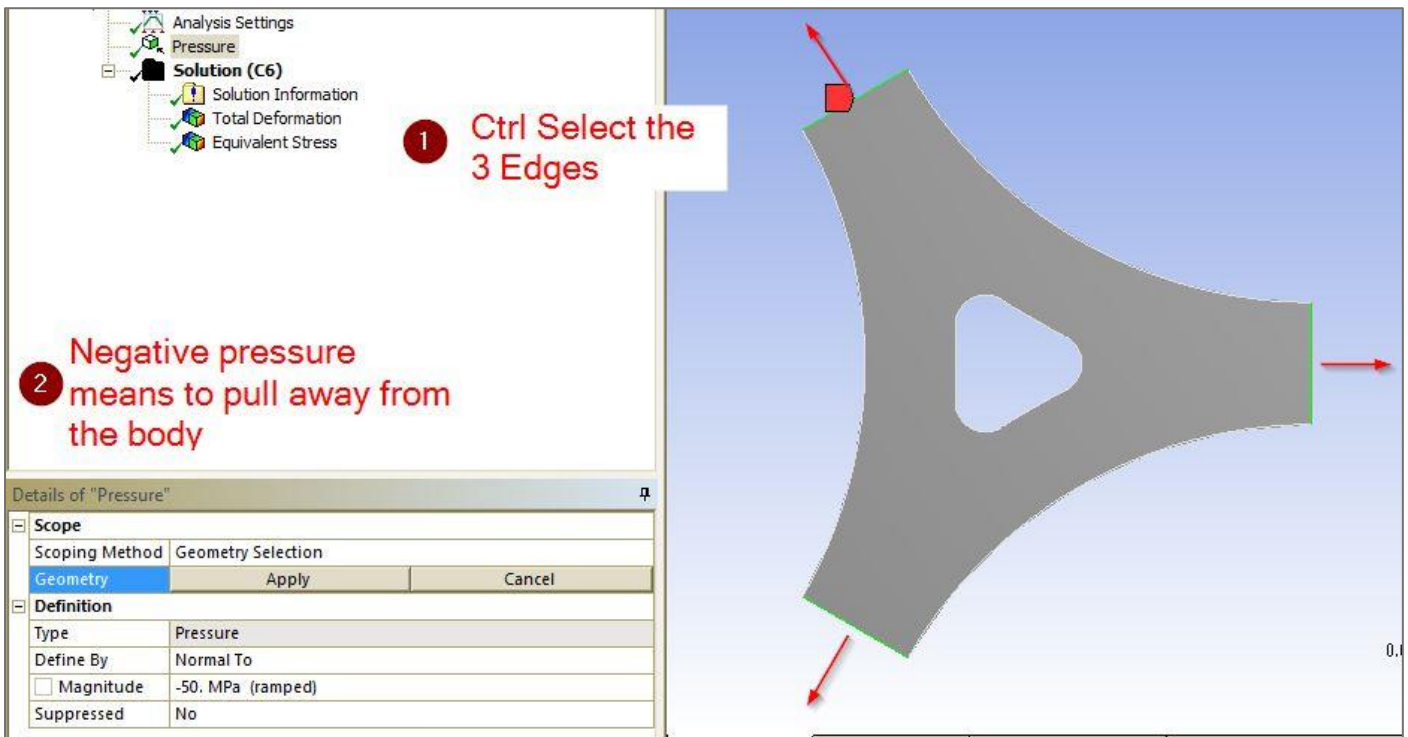 Analysis Settings
Pressure
Solution (C6)
Solution Information
Total Deformation
Equivalent Stress
1 Ctrl Select the
3 Edges
Negative pressure
2 means to pull away from
the body
Details of "Pressure"
Scope
Scoping Method Geometry Selection
Geometry Apply Cancel
Definition
Type Pressure
Define By Normal To
Magnitude -50. MPa (ramped)
Suppressed No